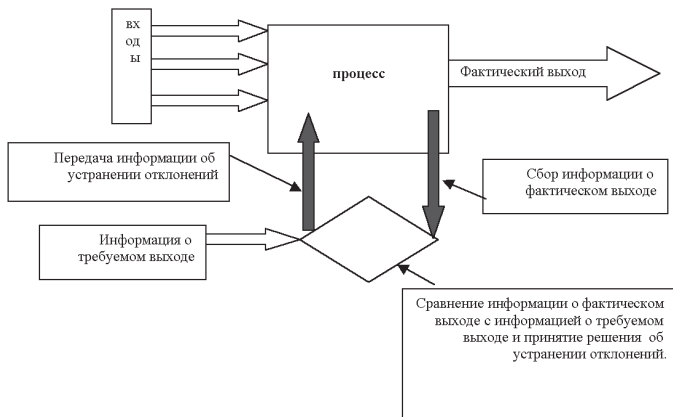 вх
од
ы
процесс
Фактический выход
Передача информации об
устранении отклонений
Сбор информации о
фактическом выходе
Информация о
требуемом выходе
Сравнение информации о фактическом
выходе с информацией о требуемом
выходе и принятие решения об
устранении отклонений.